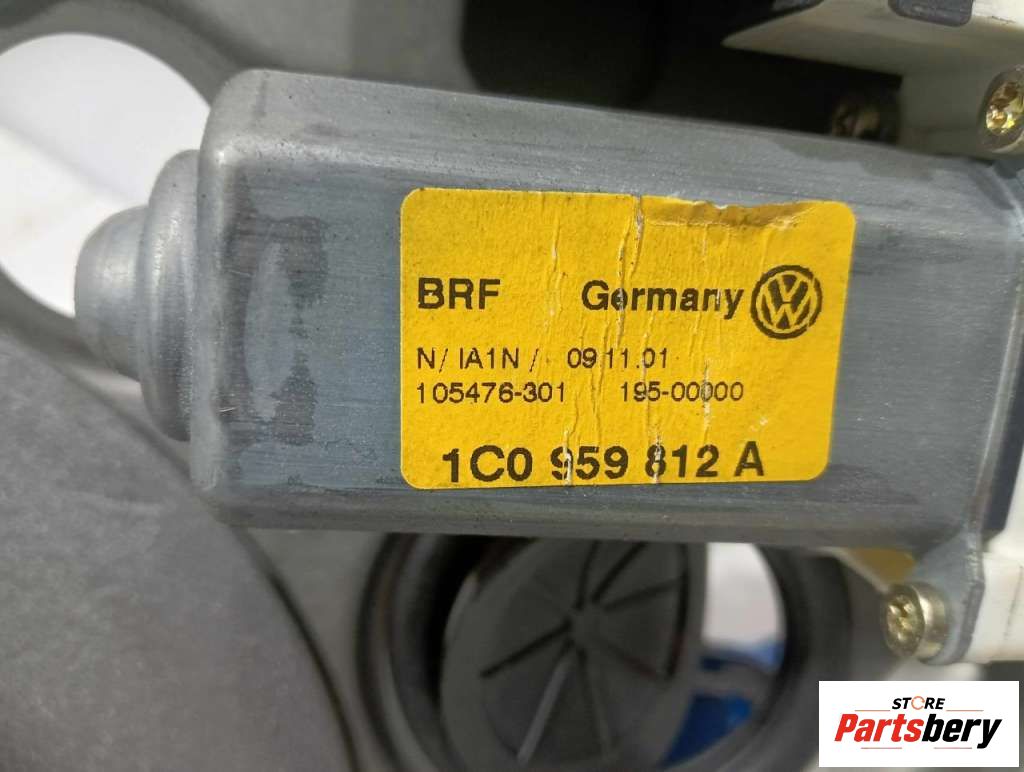 BRF Germany
N/ IA1N / 09 11.01
105476-301 195-00000
1C0 959 812 A
STORE
Partsbery